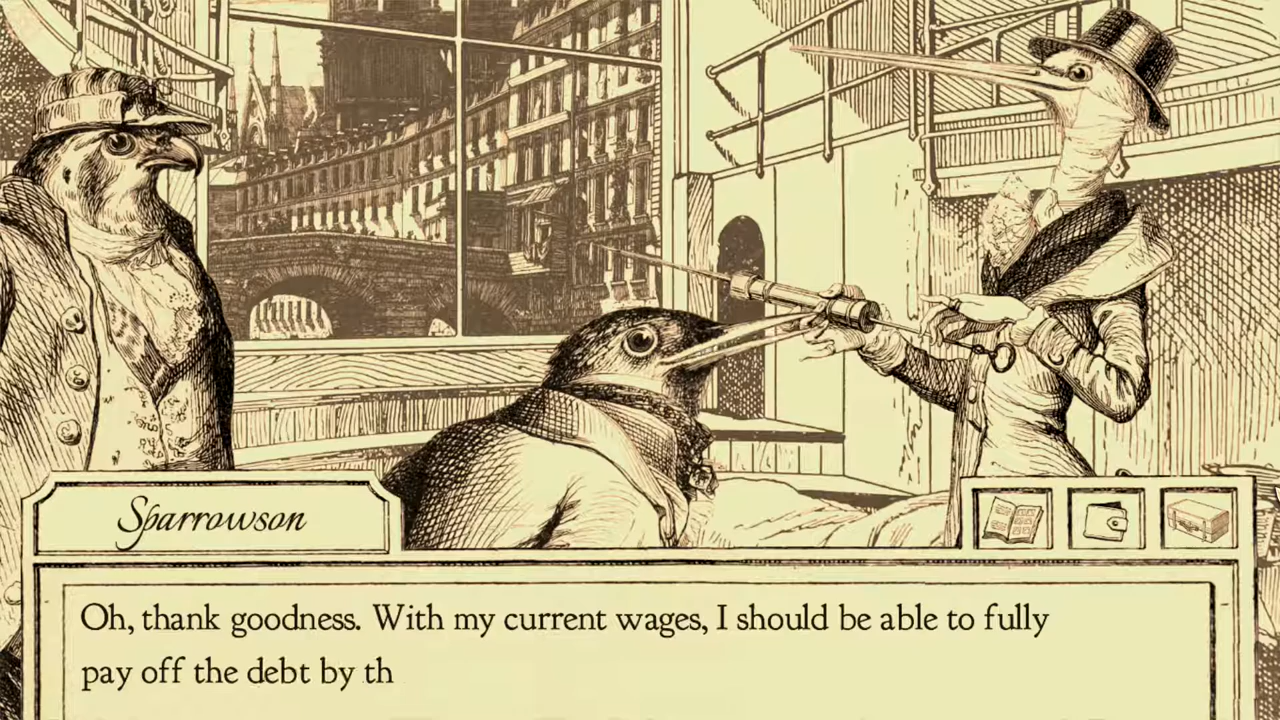 Sparrowson
Oh, thank goodness. With my current wages, I should be able to fully
pay off the debt by th